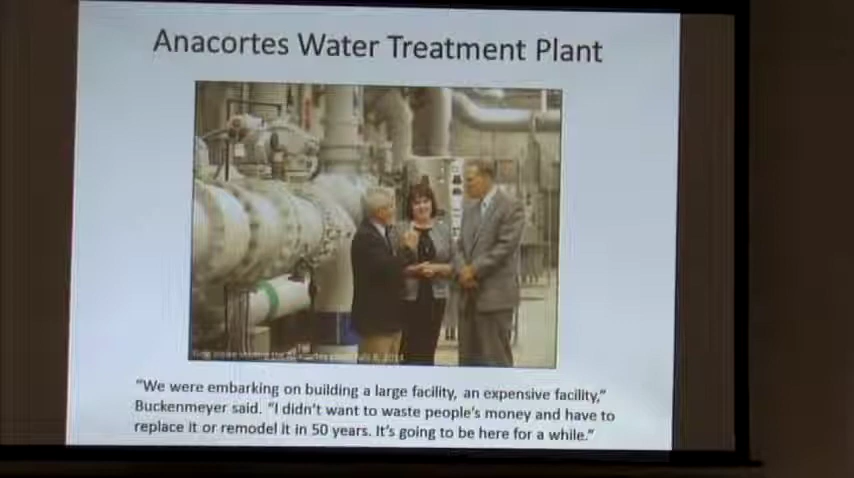 Anacortes Water Treatment Plant
“We were embarking on building a large facility, an expensive facility,”
Buckenmeyer said. “I didn’t want to waste people’s money and have to
replace it or remodel it in 50 years. It’s going to be here for a while.”